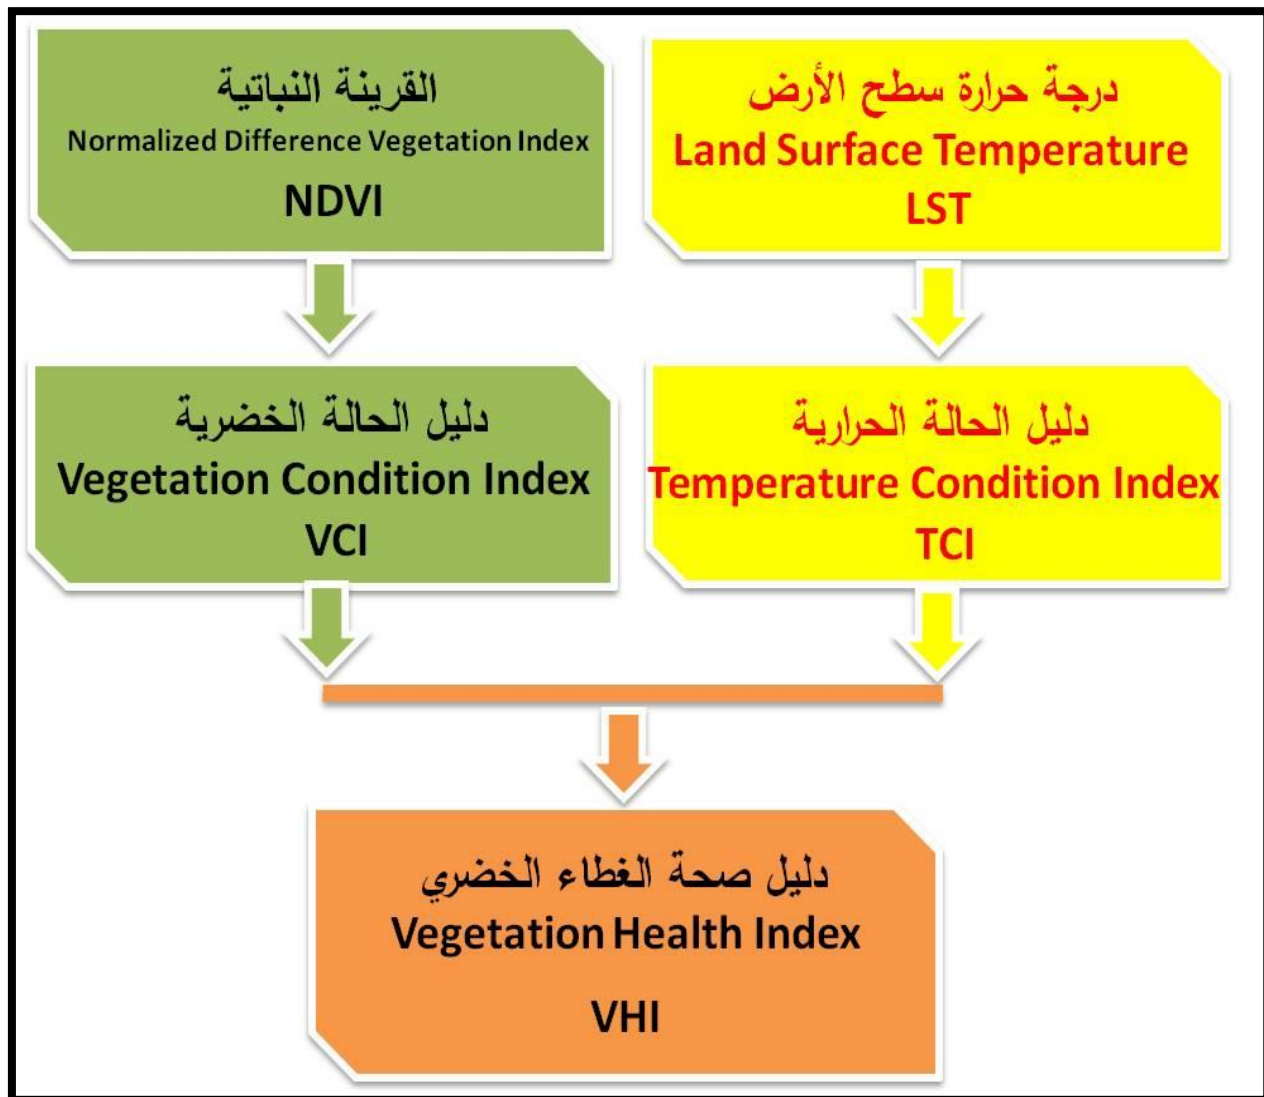 القرينة النباتية
Normalized Difference Vegetation Index
NDVI
درجة حرارة سطح الأرض
Land Surface Temperature
LST
دليل الحالة الخضرية
Vegetation Condition Index
VCI
دليل الحالة الحرارية
Temperature Condition Index
TCI
دليل صحة الغطاء الخضري
Vegetation Health Index
VHI